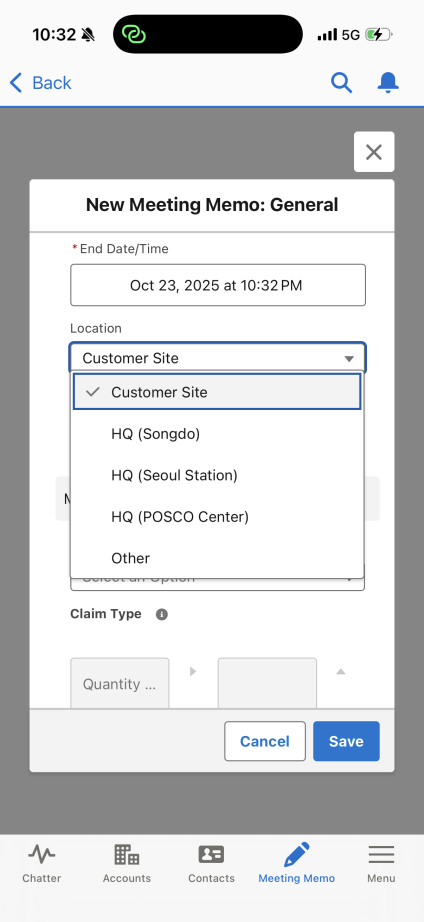 10:32
5G
Back
New Meeting Memo: General
* End Date/Time
Oct 23, 2025 at 10:32 PM
Location
Customer Site
Customer Site
HQ (Songdo)
HQ (Seoul Station)
HQ (POSCO Center)
Other
Select an Option
Claim Type
Quantity ...
Cancel
Save
Chatter
Accounts
Contacts
Meeting Memo
Menu